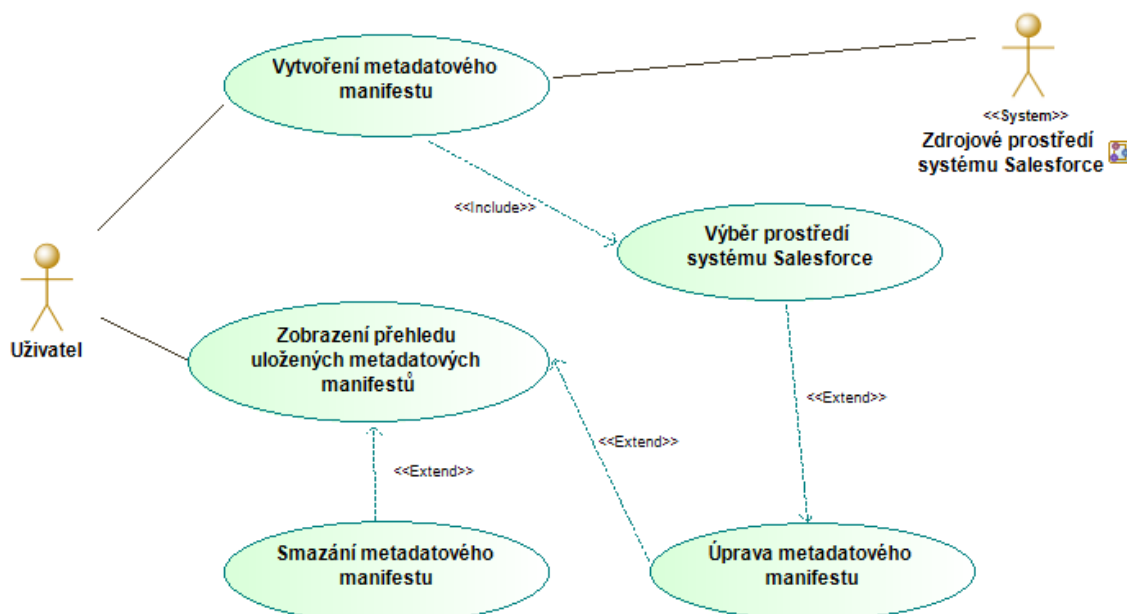 Vytvoření metadatového
manifestu
<<System>>
Zdrojové prostředí
systému Salesforce
<<Include>>
Výběr prostředí
systému Salesforce
Uživatel
Zobrazení přehledu
uložených metadatových
manifestů
<<Extend>>
<<Extend>>
<<Extend>>
Smazání metadatového
manifestu
Úprava metadatového
manifestu